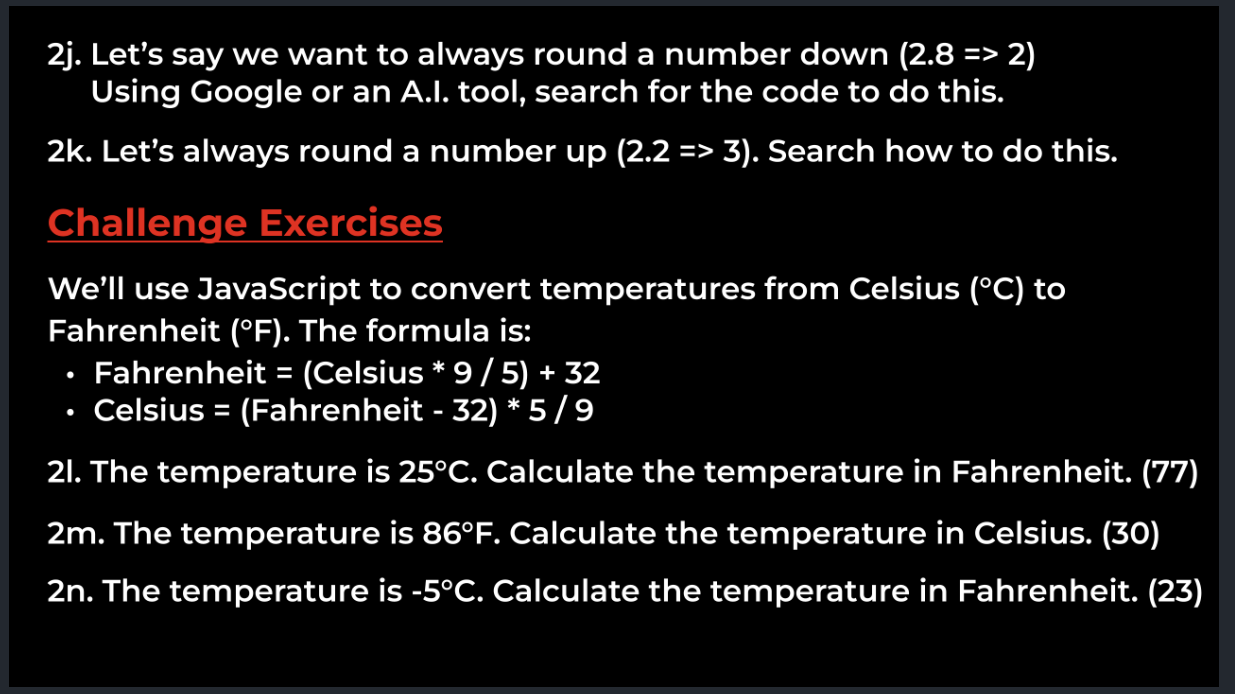 2j. Let’s say we want to always round a number down (2.8 => 2)
Using Google or an A.I. tool, search for the code to do this.
2k. Let’s always round a number up (2.2 => 3). Search how to do this.
Challenge Exercises
We’ll use JavaScript to convert temperatures from Celsius (°C) to
Fahrenheit (°F). The formula is:
• Fahrenheit = (Celsius * 9 / 5) + 32
• Celsius = (Fahrenheit - 32) * 5 / 9
2l. The temperature is 25°C. Calculate the temperature in Fahrenheit. (77)
2m. The temperature is 86°F. Calculate the temperature in Celsius. (30)
2n. The temperature is -5°C. Calculate the temperature in Fahrenheit. (23)